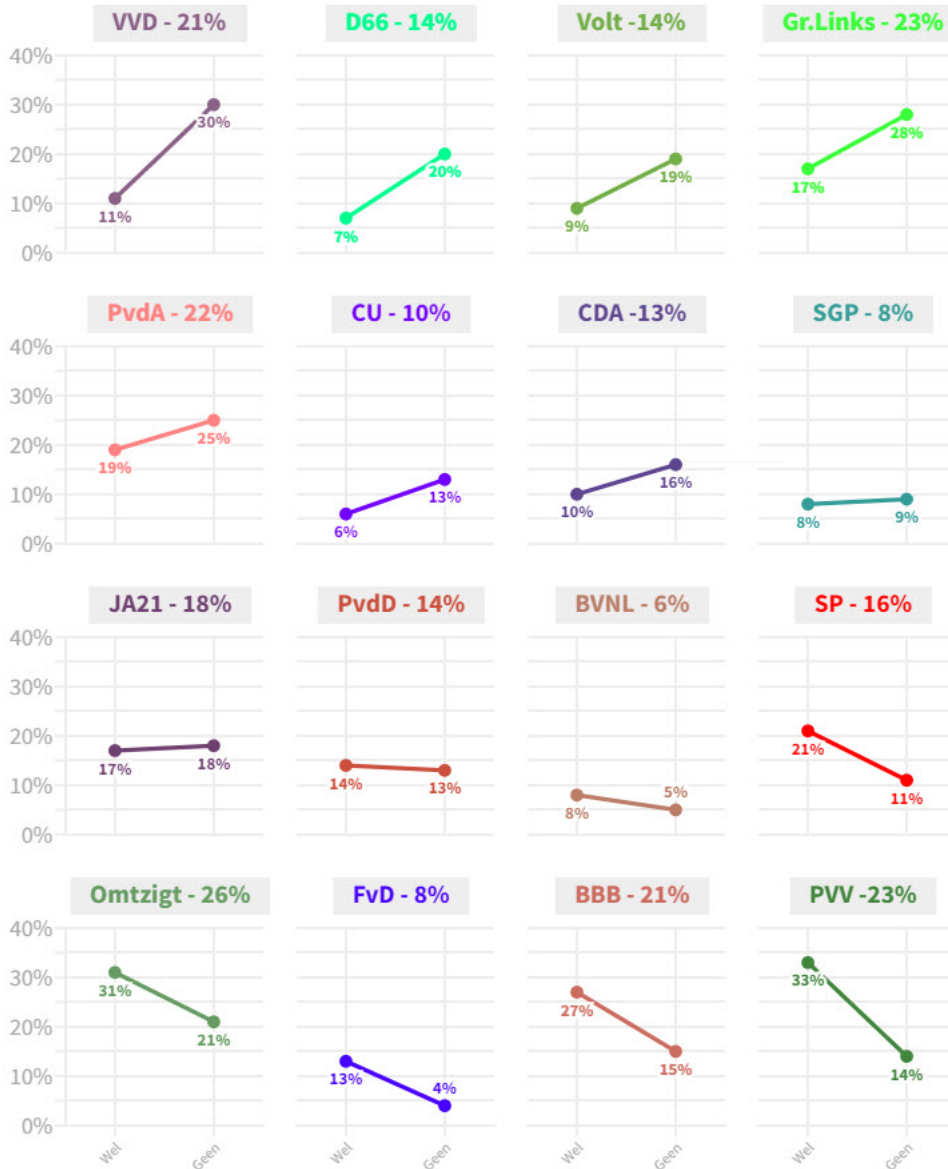 VVD - 21%
D66 - 14%
Volt -14%
Gr.Links - 23%
40%
30%
20%
10%
0%
30%
11%
20%
7%
19%
9%
28%
17%
PvdA - 22%
CU - 10%
CDA -13%
SGP - 8%
40%
30%
20%
10%
0%
25%
19%
13%
6%
16%
10%
9%
8%
JA21 - 18%
PvdD - 14%
BVNL - 6%
SP - 16%
40%
30%
20%
10%
0%
17%
18%
14%
13%
8%
5%
21%
11%
Omtzigt - 26%
FvD - 8%
BBB - 21%
PVV -23%
40%
30%
20%
10%
0%
31%
21%
13%
4%
27%
15%
33%
14%
Wel
Geen
Wel
Geen
Wel
Geen
Wel
Geen